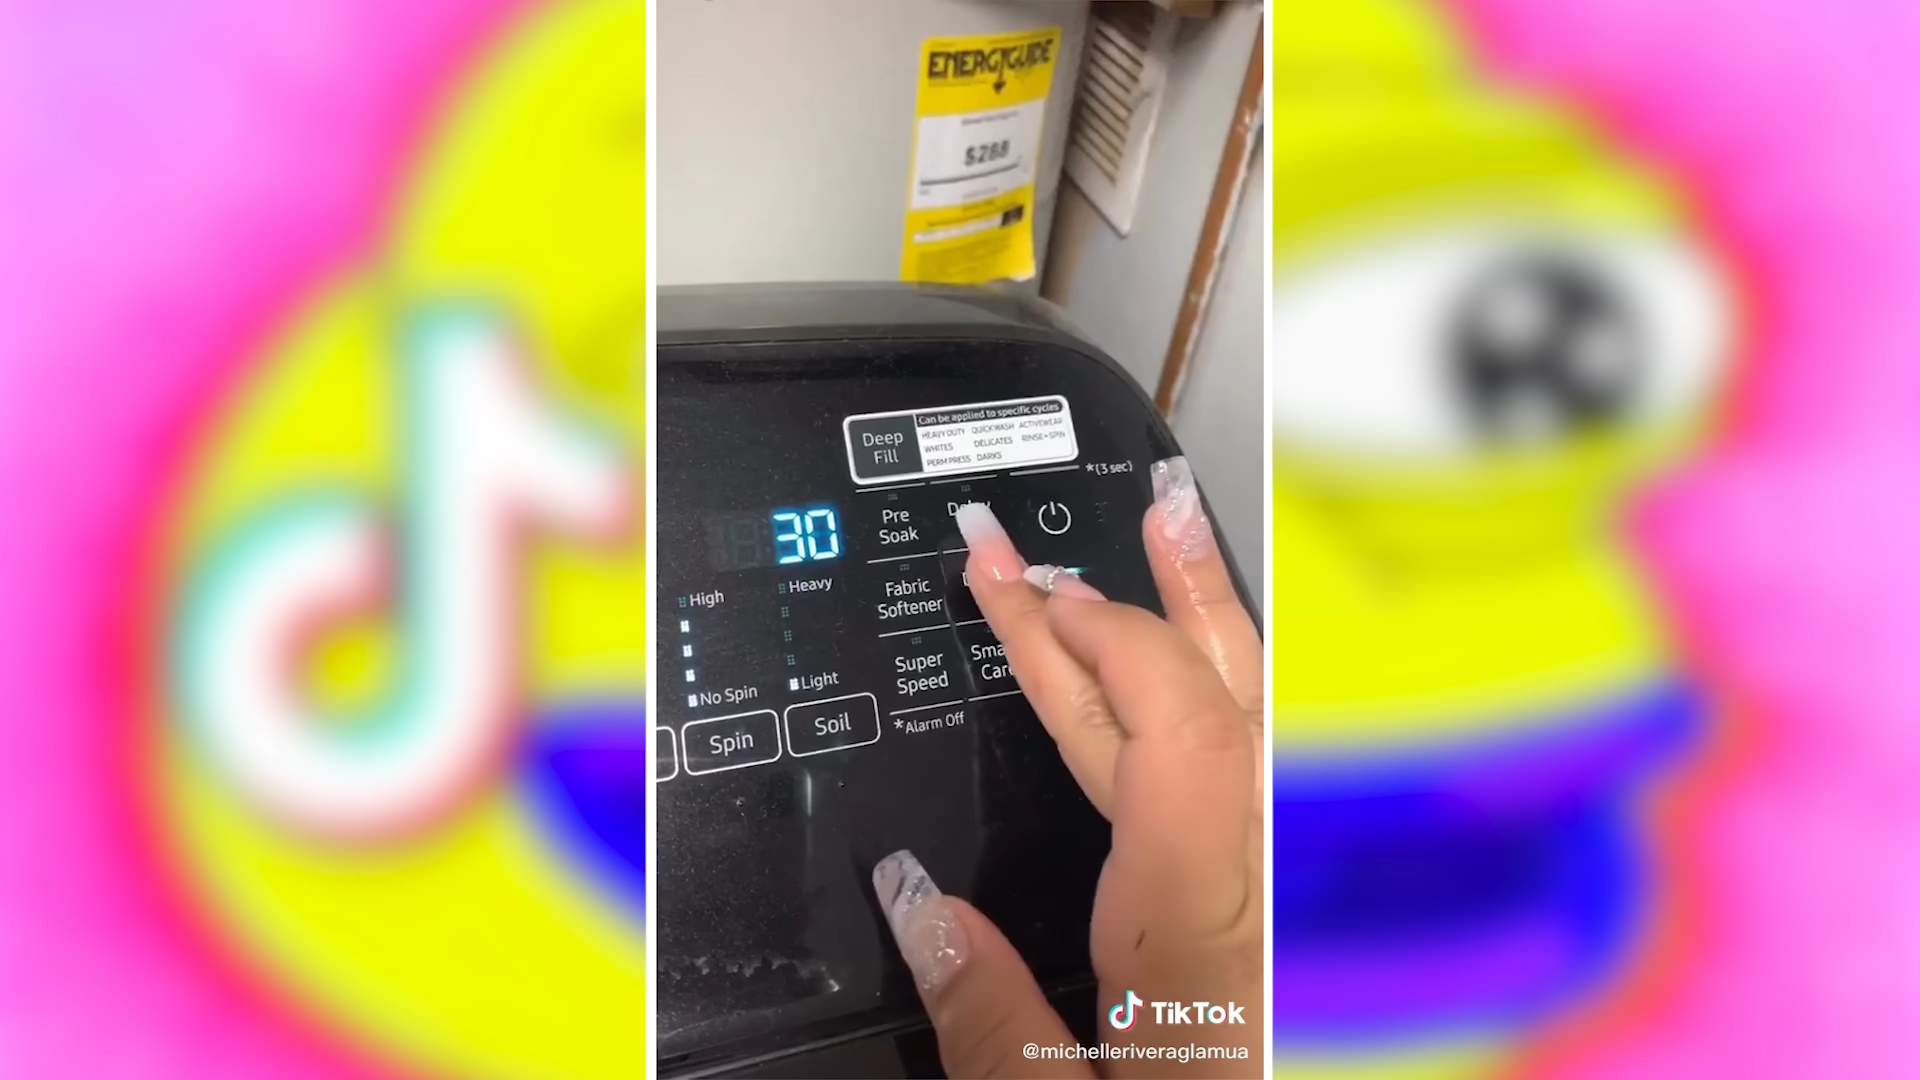 ENERGYGUIDE
$288
Deep
Fill
Can be applied to specific cycles
HEAVY DUTY QUICK WASH ACTIVEWEAR
WHITES DELICATES RINSE+SPIN
PERM PRESS DARKS
*(3 sec)
30
Pre
Soak
Delay
High
Heavy
Fabric
Softener
Super
Speed
No Spin
Light
Spin
Soil
*Alarm Off
TikTok
@michelleriveraglamua